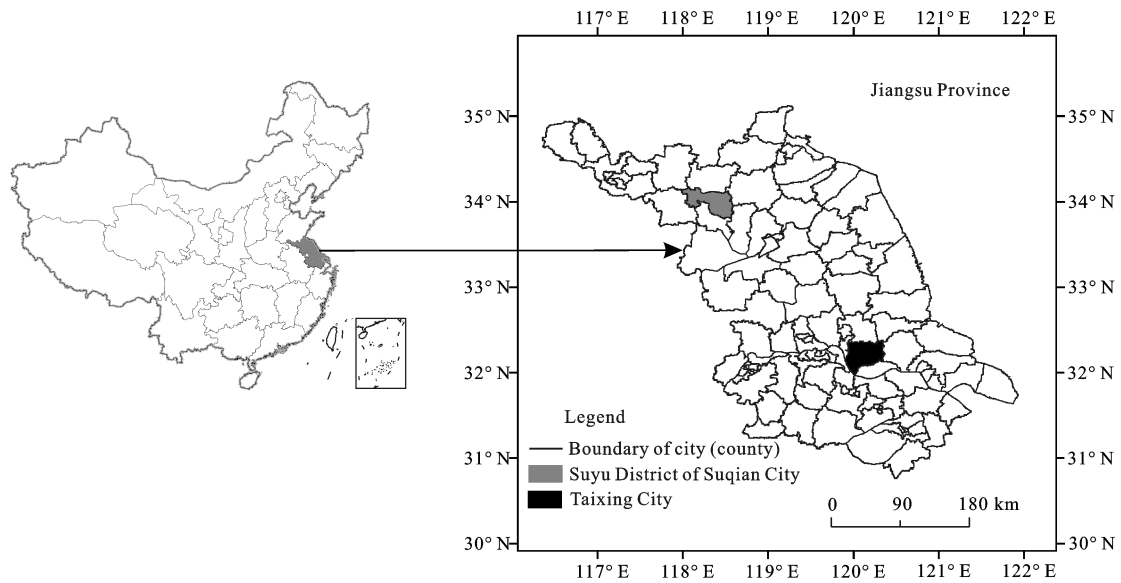 117° E 118° E 119° E 120° E 121° E 122° E
Jiangsu Province
35° N 35° N
34° N 34° N
33° N 33° N
32° N 32° N
Legend
Boundary of city (county)
31° N 31° N
Suyu District of Suqian City
Taixing City
0 90 180 km
30° N 30° N
117° E 118° E 119° E 120° E 121° E 122° E